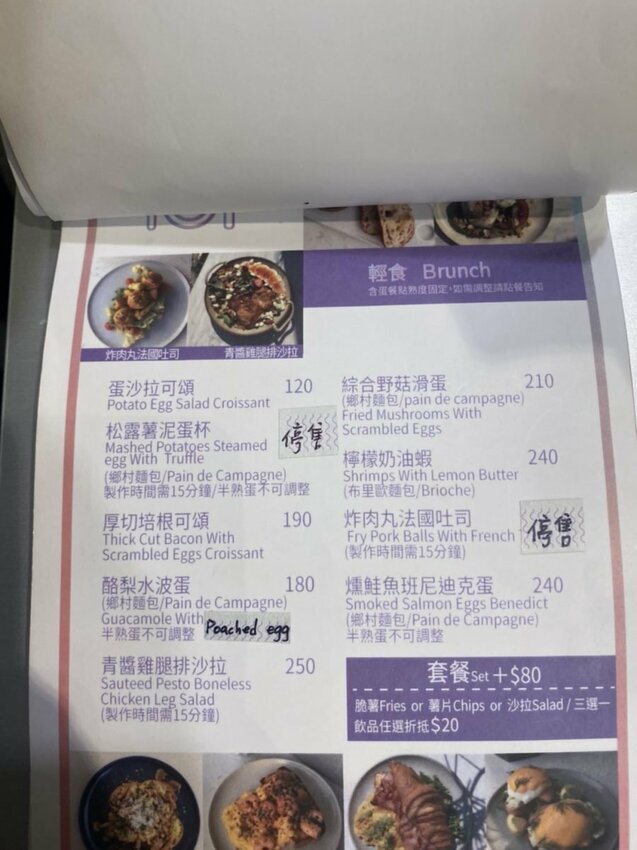 輕食 Brunch
含蛋餐點熟度固定,如需調整請點餐告知
炸肉丸法國吐司
青醬雞腿排沙拉
蛋沙拉可頌 120
Potato Egg Salad Croissant
松露薯泥蛋杯 停售
Mashed Potatoes Steamed
egg With Truffle
(鄉村麵包/Pain de Campagne)
製作時間需15分鐘/半熟蛋不可調整
厚切培根可頌 190
Thick Cut Bacon With
Scrambled Eggs Croissant
酪梨水波蛋 180
(鄉村麵包/Pain de Campagne)
Guacamole With Poached egg
半熟蛋不可調整
青醬雞腿排沙拉 250
Sauteed Pesto Boneless
Chicken Leg Salad
(製作時間需15分鐘)
綜合野菇滑蛋 210
(鄉村麵包/pain de campagne)
Fried Mushrooms With
Scrambled Eggs
檸檬奶油蝦 240
Shrimps With Lemon Butter
(布里歐麵包/Brioche)
炸肉丸法國吐司 停售
Fry Pork Balls With French
(製作時間需15分鐘)
燻鮭魚班尼迪克蛋 240
Smoked Salmon Eggs Benedict
(鄉村麵包/Pain de Campagne)
半熟蛋不可調整
套餐Set+$80
脆薯Fries or 薯片Chips or 沙拉Salad/三選一
飲品任選折抵$20